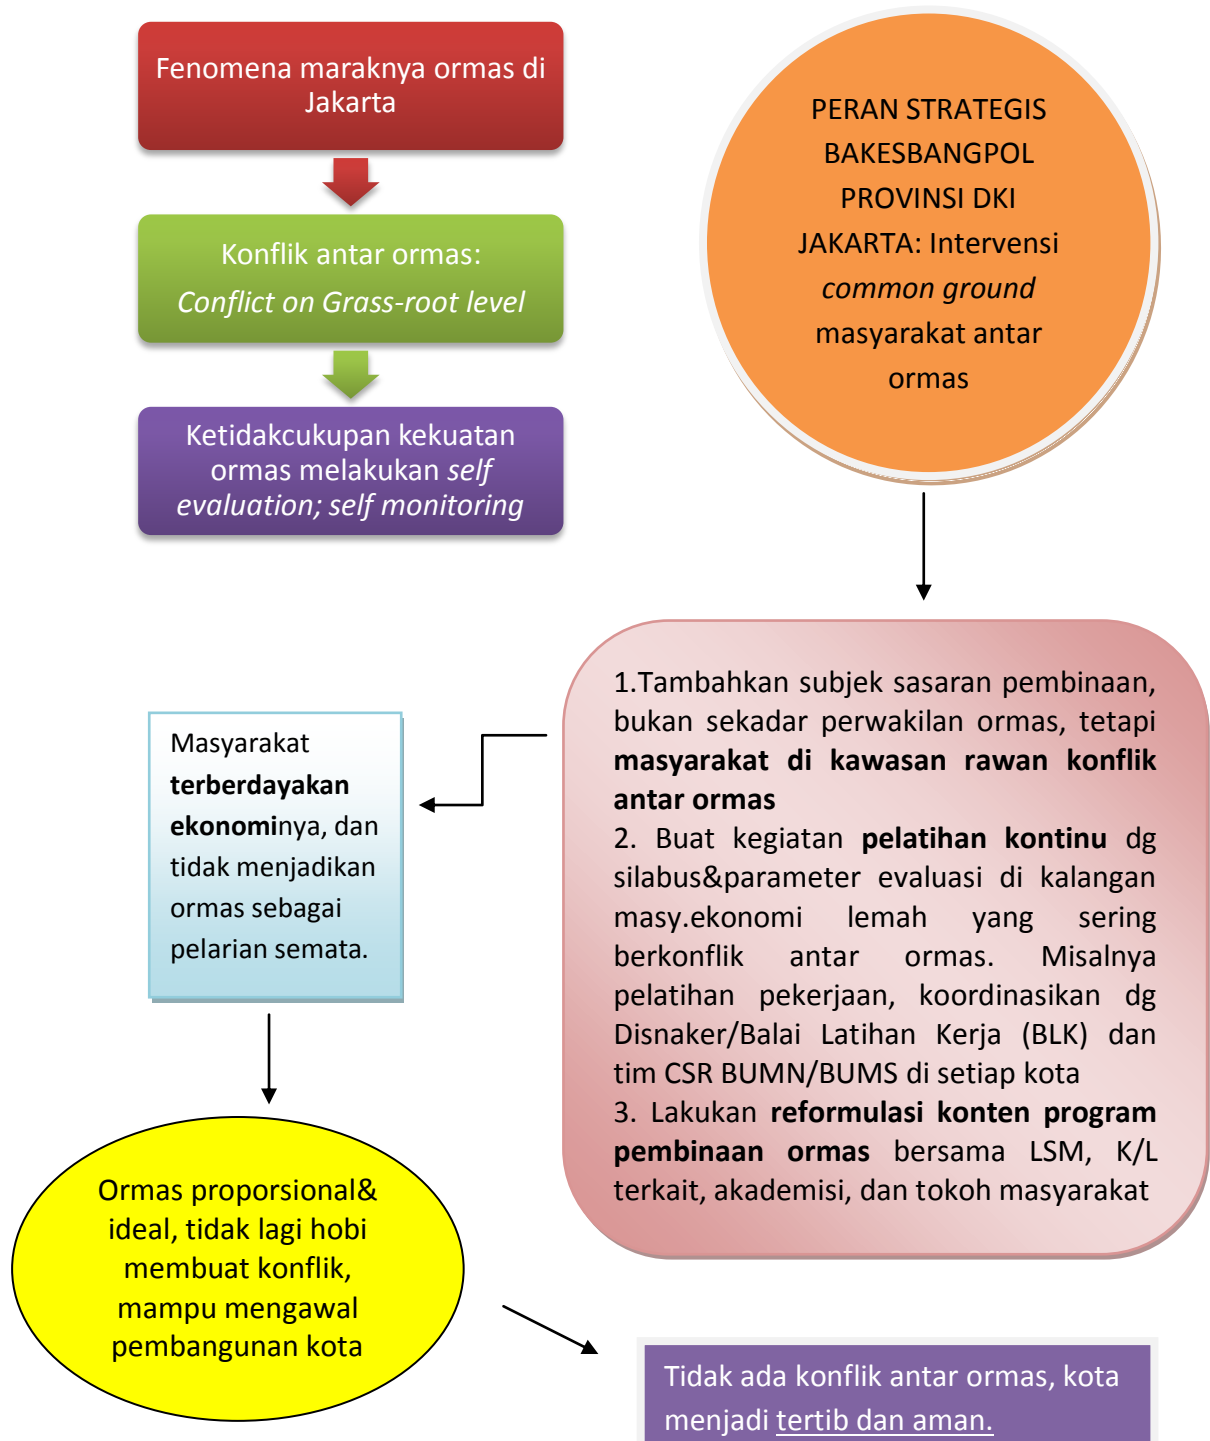 Fenomena maraknya ormas di
Jakarta
Konflik antar ormas:
Conflict on Grass-root level
Ketidakcukupan kekuatan
ormas melakukan self
evaluation; self monitoring
PERAN STRATEGIS
BAKESBANGPOL
PROVINSI DKI
JAKARTA: Intervensi
common ground
masyarakat antar
ormas
1.Tambahkan subjek sasaran pembinaan,
bukan sekadar perwakilan ormas, tetapi
masyarakat di kawasan rawan konflik
antar ormas
2. Buat kegiatan pelatihan kontinu dg
silabus&parameter evaluasi di kalangan
masy.ekonomi lemah yang sering
berkonflik antar ormas. Misalnya
pelatihan pekerjaan, koordinasikan dg
Disnaker/Balai Latihan Kerja (BLK) dan
tim CSR BUMN/BUMS di setiap kota
3. Lakukan reformulasi konten program
pembinaan ormas bersama LSM, K/L
terkait, akademisi, dan tokoh masyarakat
Masyarakat
terberdayakan
ekonominya, dan
tidak menjadikan
ormas sebagai
pelarian semata.
Ormas proporsional&
ideal, tidak lagi hobi
membuat konflik,
mampu mengawal
pembangunan kota
Tidak ada konflik antar ormas, kota
menjadi tertib dan aman.